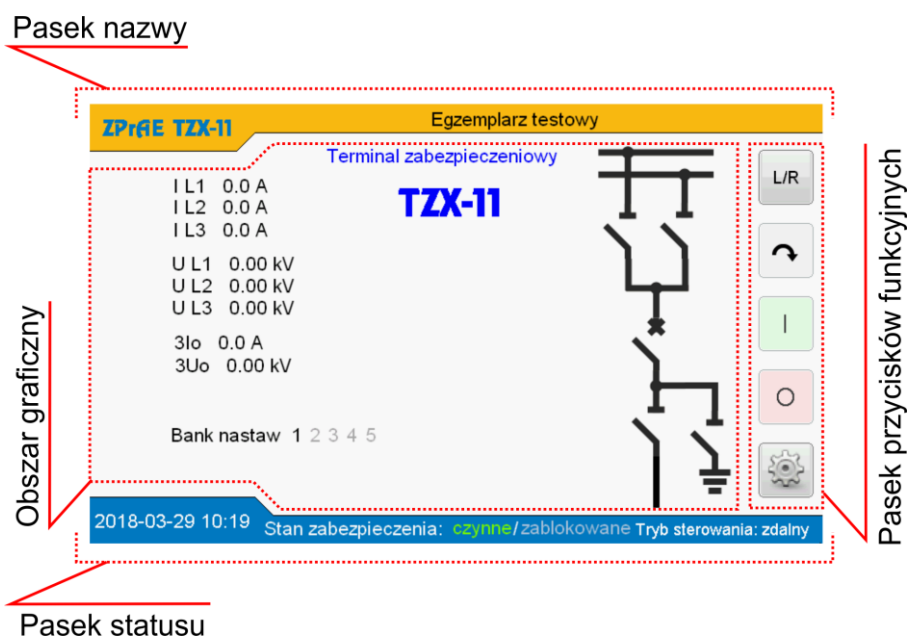 Pasek nazwy
ZPrAE TZX-11
Egzemplarz testowy
Terminal zabezpieczeniowy
TZX-11
I L1 0.0 A
I L2 0.0 A
I L3 0.0 A
U L1 0.00 kV
U L2 0.00 kV
U L3 0.00 kV
3Io 0.0 A
3Uo 0.00 kV
Bank nastaw 1 2 3 4 5
L/R
I
O
Obszar graficzny
Pasek przycisków funkcyjnych
2018-03-29 10:19 Stan zabezpieczenia: czynne/zablokowane Tryb sterowania: zdalny
Pasek statusu